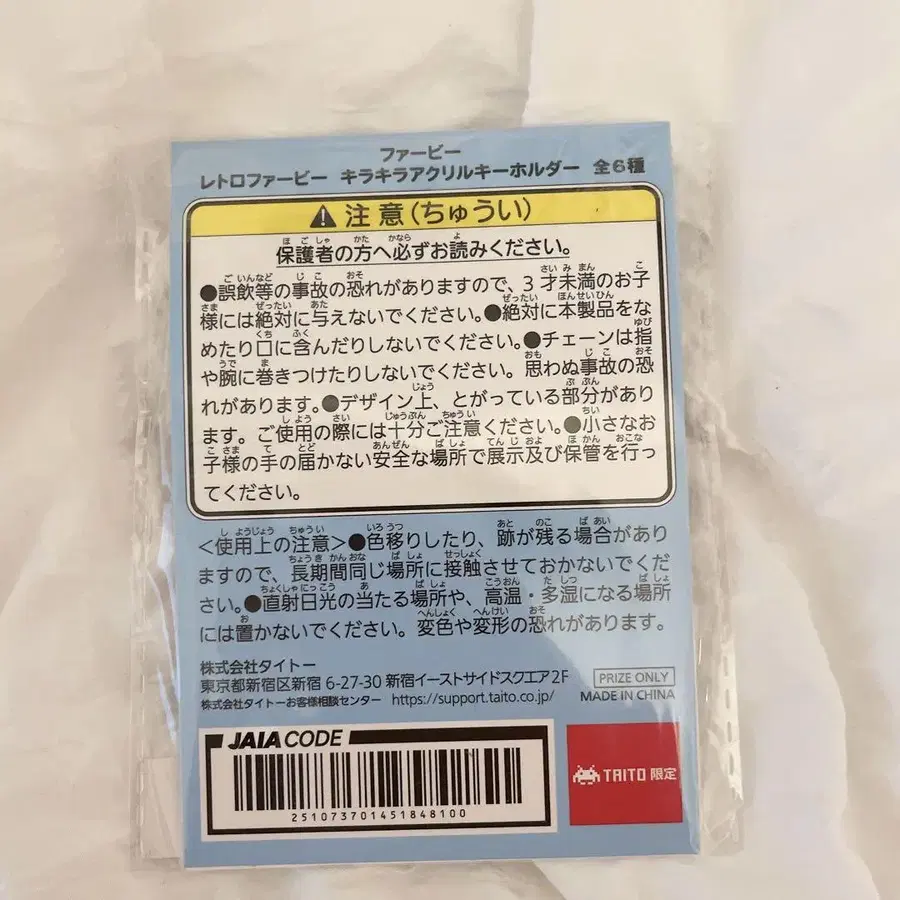 ファービー
レトロファービー キラキラアクリルキーホルダー 全6種
⚠注意(ちゅうい)
保護者の方へ必ずお読みください。
●誤飲等の事故の恐れがありますので、3才未満のお子
様には絶対に与えないでください。●絶対に本製品をな
めたり口に含んだりしないでください。●チェーンは指
や腕に巻きつけたりしないでください。思わぬ事故の恐
れがあります。●デザイン上、とがっている部分があり
ます。ご使用の際には十分ご注意ください。●小さなお
子様の手の届かない安全な場所で展示及び保管を行っ
てください。
<使用上の注意>●色移りしたり、跡が残る場合があり
ますので、長期間同じ場所に接触させておかないでくだ
さい。●直射日光の当たる場所や、高温・多湿になる場所
には置かないでください。変色や変形の恐れがあります。
株式会社タイトー
東京都新宿区新宿 6-27-30 新宿イーストサイドスクエア2F
株式会社タイトーお客様相談センター https://support.taito.co.jp/
PRIZE ONLY
MADE IN CHINA
JAIA CODE
251073701451848100
TAITO 限定